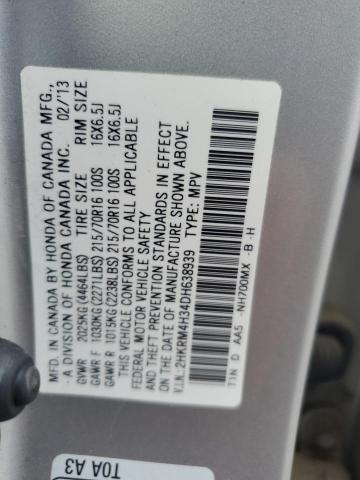 MFD. IN CANADA BY HONDA OF CANADA MFG.,
A DIVISION OF HONDA CANADA INC. 02/13
GVWR 2025KG (4464LBS) TIRE SIZE RIM SIZE
GAWR F 1030KG (2271LBS) 215/70R16 100S 16X6.5J
GAWR R 1015KG (2238LBS) 215/70R16 100S 16X6.5J
THIS VEHICLE CONFORMS TO ALL APPLICABLE
FEDERAL MOTOR VEHICLE SAFETY
AND THEFT PREVENTION STANDARDS IN EFFECT
ON THE DATE OF MANUFACTURE SHOWN ABOVE.
V.I.N.:2HKRM4H34DH638939 TYPE: MPV
T1N D AA5 -NH700MX -B -H
T0A A3